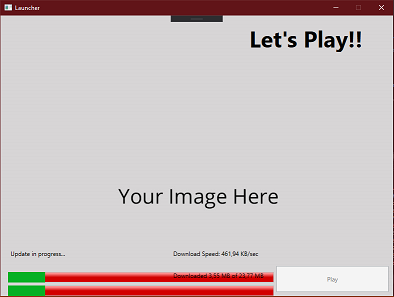 Launcher
Let's Play!!
Your Image Here
Update in progress...
Download Speed: 461,94 KB/sec
Downloaded 3,55 MB of 23,77 MB
Play